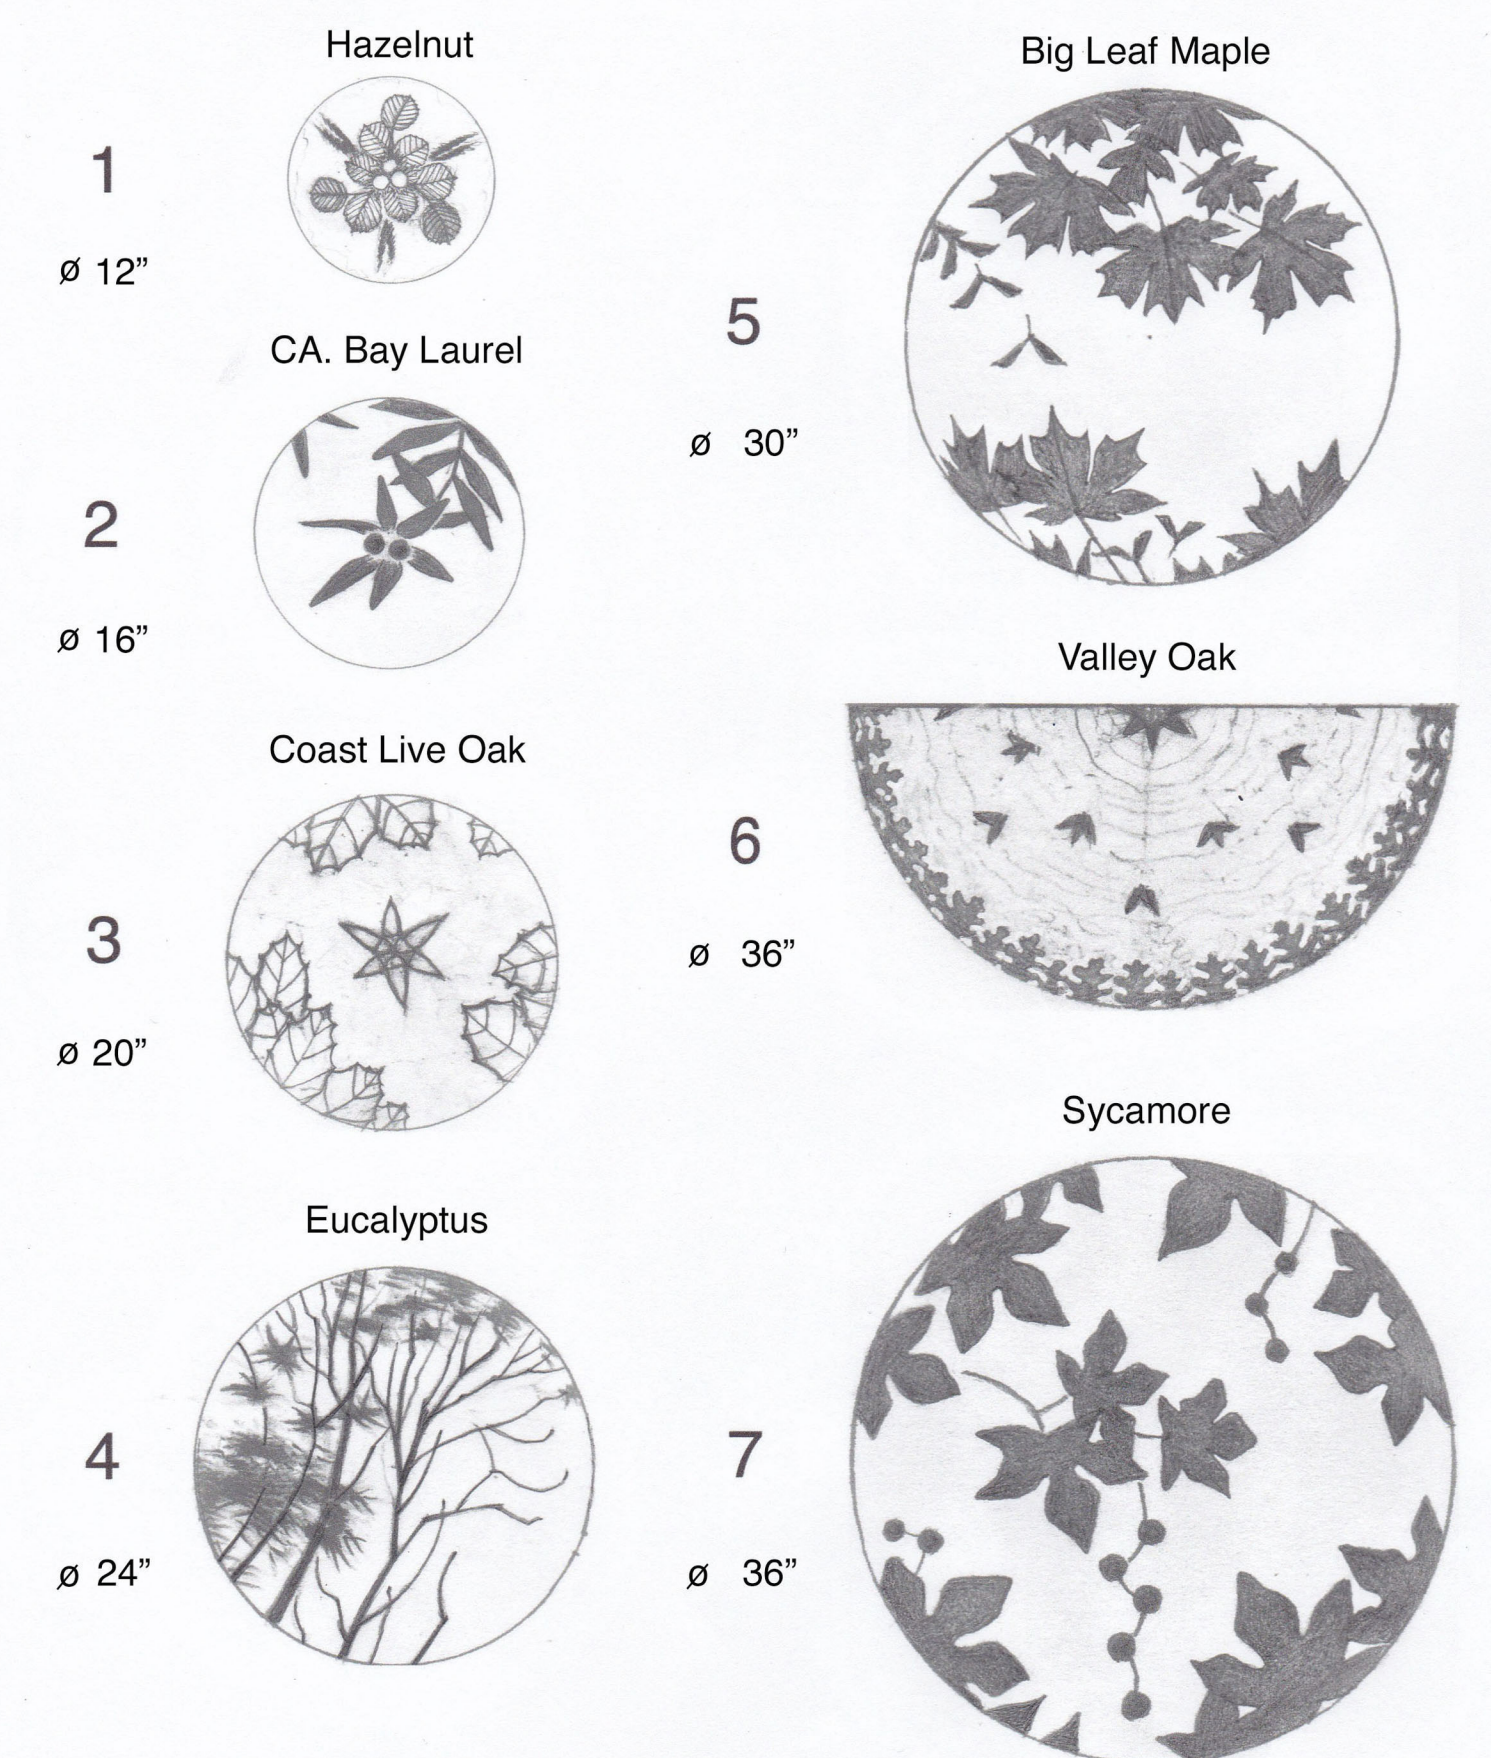 Hazelnut
1
ø 12”
CA. Bay Laurel
2
ø 16”
Coast Live Oak
3
ø 20”
Eucalyptus
4
ø 24”
Big Leaf Maple
5
ø 30”
Valley Oak
6
ø 36”
Sycamore
7
ø 36”